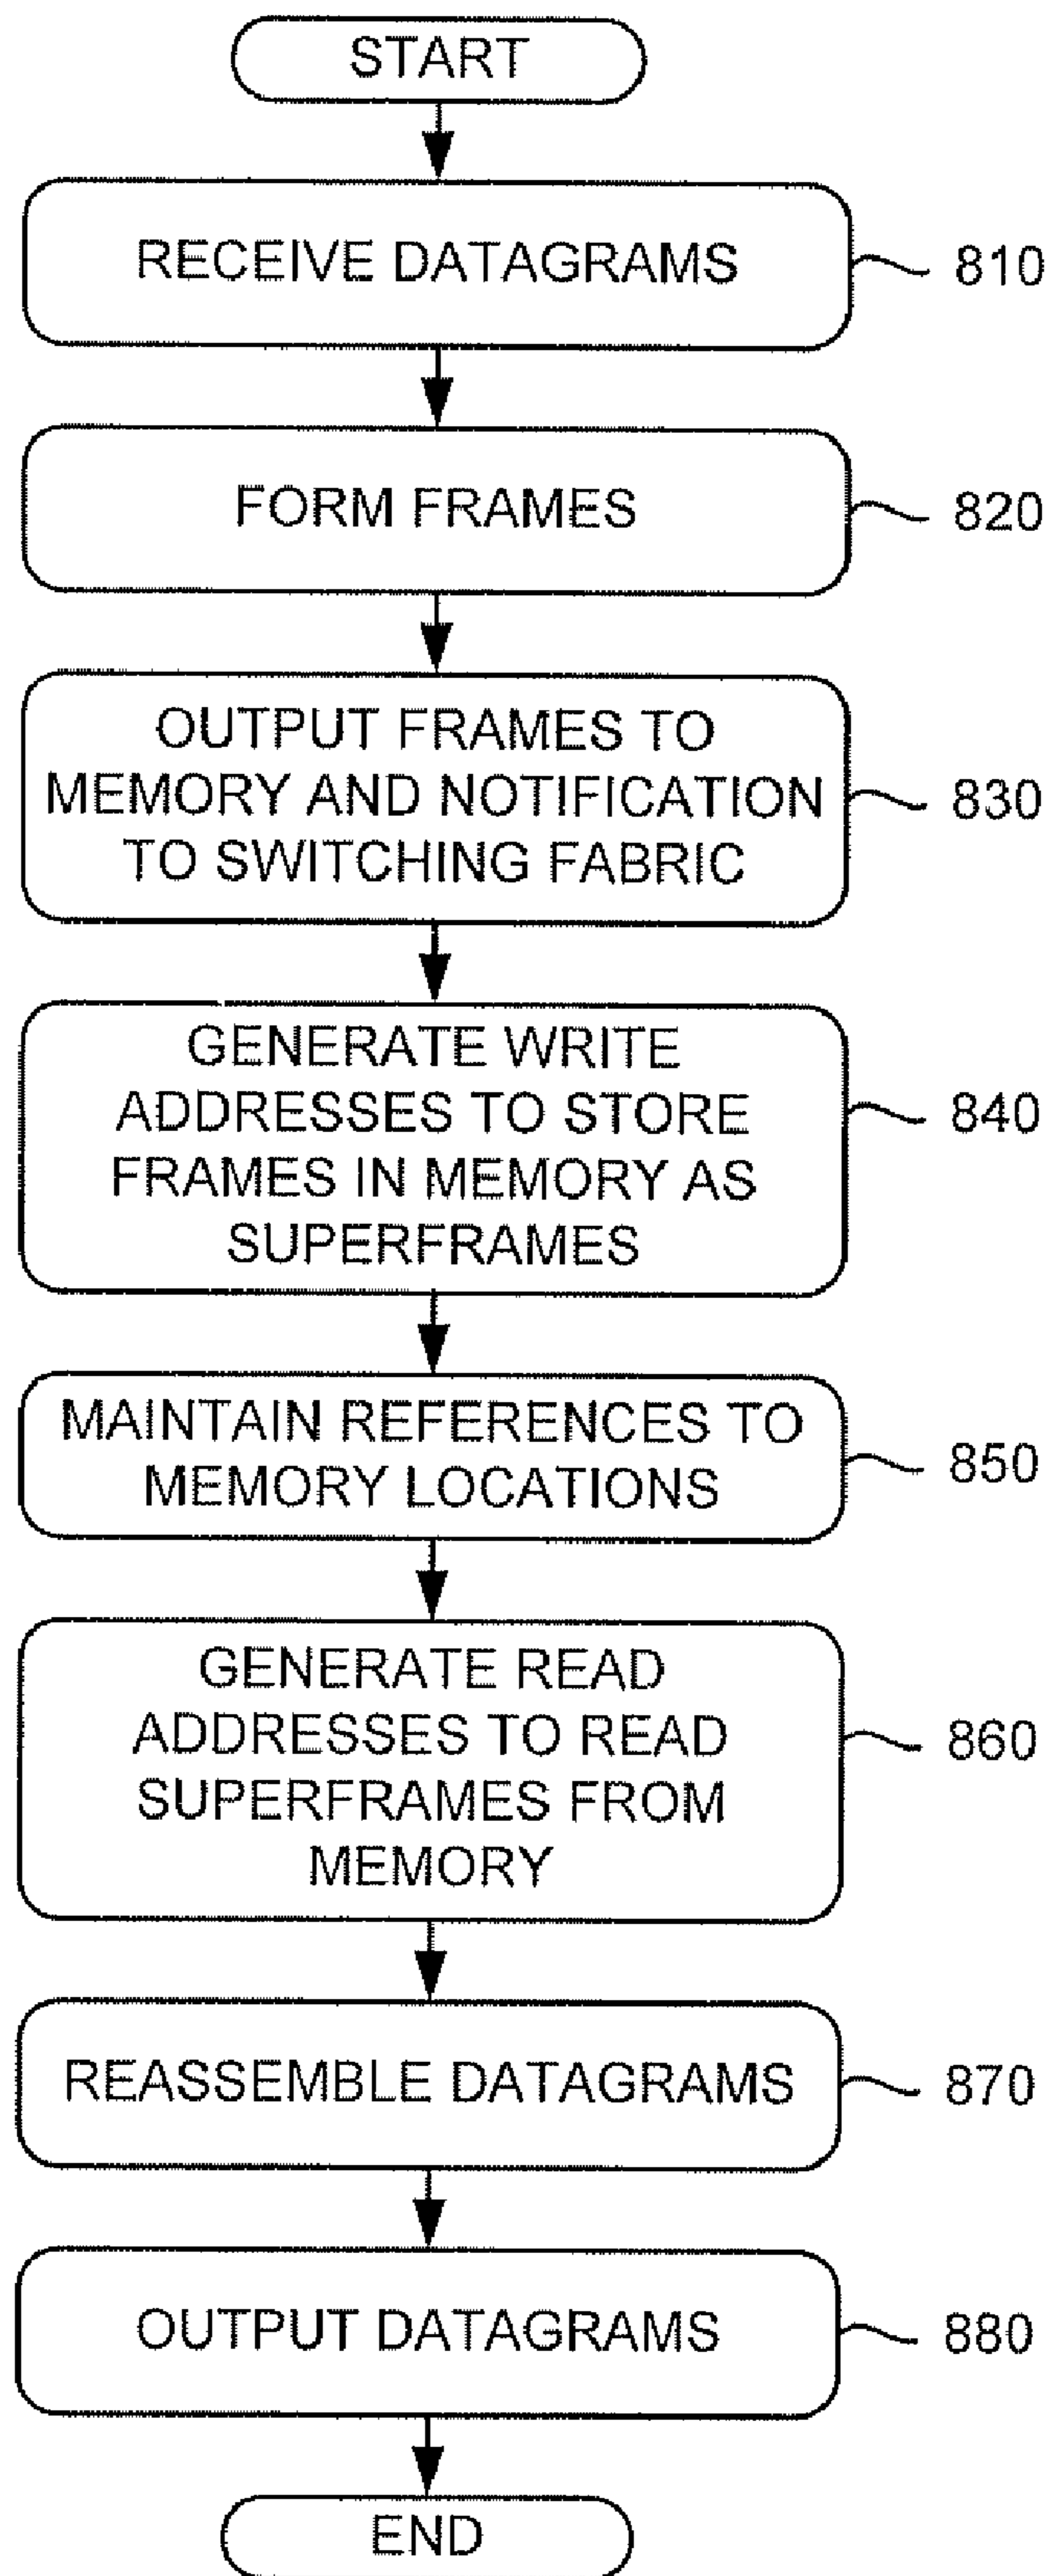 START
RECEIVE DATAGRAMS
810
FORM FRAMES
820
OUTPUT FRAMES TO
MEMORY AND NOTIFICATION
TO SWITCHING FABRIC
830
GENERATE WRITE
ADDRESSES TO STORE
FRAMES IN MEMORY AS
SUPERFRAMES
840
MAINTAIN REFERENCES TO
MEMORY LOCATIONS
850
GENERATE READ
ADDRESSES TO READ
SUPERFRAMES FROM
MEMORY
860
REASSEMBLE DATAGRAMS
870
OUTPUT DATAGRAMS
880
END